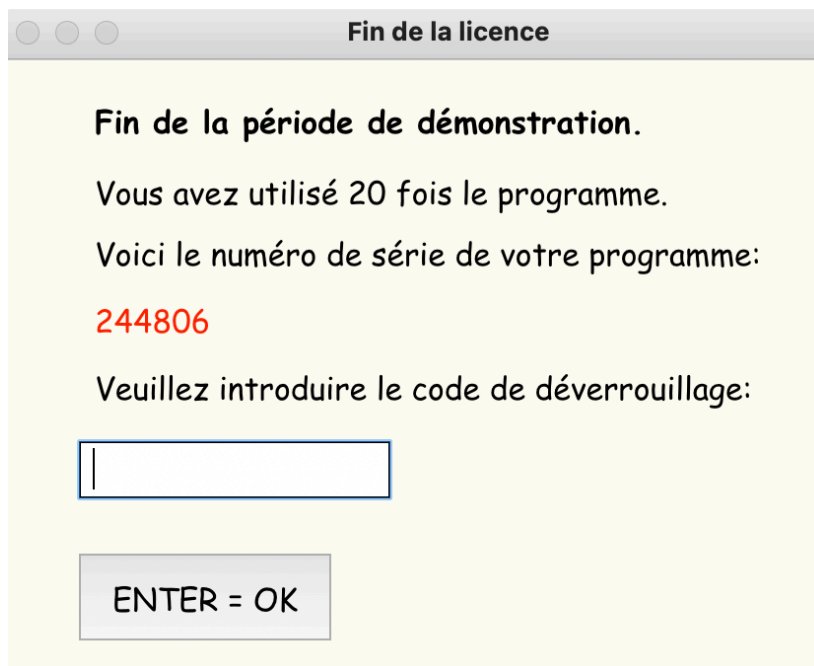 Fin de la licence
Fin de la période de démonstration.
Vous avez utilisé 20 fois le programme.
Voici le numéro de série de votre programme:
244806
Veuillez introduire le code de déverrouillage:
ENTER = OK